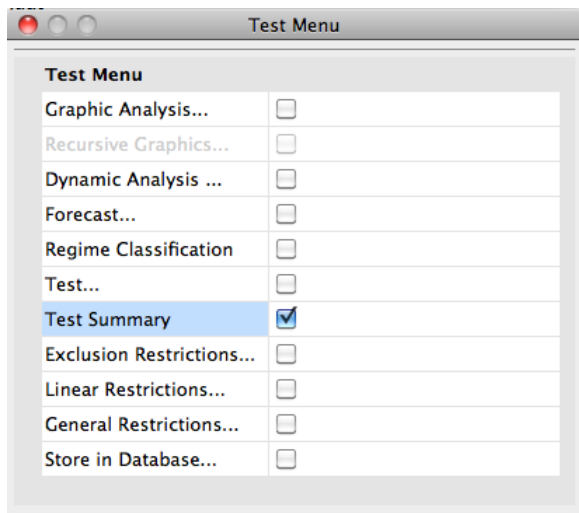 Test Menu
Test Menu
Graphic Analysis...
Recursive Graphics...
Dynamic Analysis ...
Forecast...
Regime Classification
Test...
Test Summary
Exclusion Restrictions...
Linear Restrictions...
General Restrictions...
Store in Database...